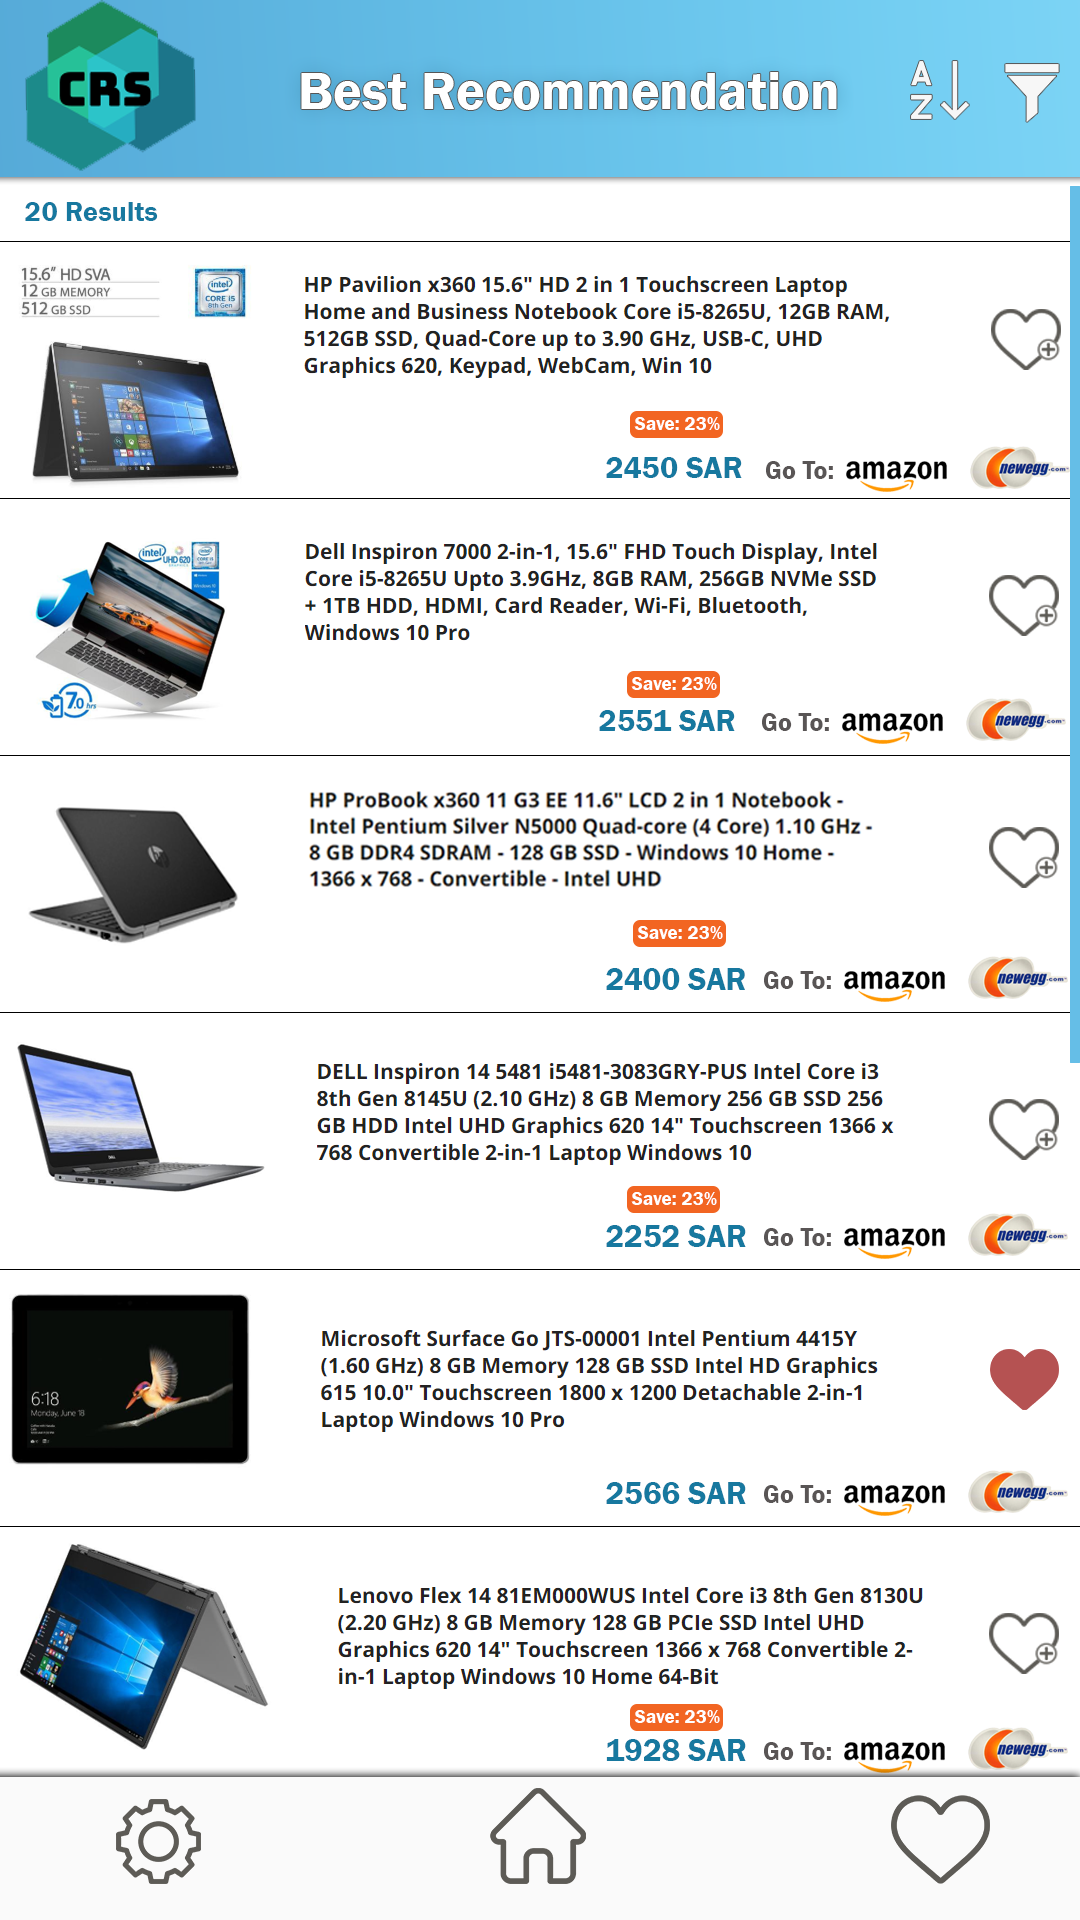 CRS
Best Recommendation
A
Z
20 Results
15.6" HD SVA
12 GB MEMORY
512 GB SSD
intel
CORE i5
8th Gen
HP Pavilion x360 15.6" HD 2 in 1 Touchscreen Laptop
Home and Business Notebook Core i5-8265U, 12GB RAM,
512GB SSD, Quad-Core up to 3.90 GHz, USB-C, UHD
Graphics 620, Keypad, WebCam, Win 10
Save: 23%
2450 SAR Go To: amazon newegg.com
intel
UHD 620
7.0 hrs
Dell Inspiron 7000 2-in-1, 15.6" FHD Touch Display, Intel
Core i5-8265U Upto 3.9GHz, 8GB RAM, 256GB NVMe SSD
+ 1TB HDD, HDMI, Card Reader, Wi-Fi, Bluetooth,
Windows 10 Pro
Save: 23%
2551 SAR Go To: amazon newegg.com
HP ProBook x360 11 G3 EE 11.6" LCD 2 in 1 Notebook -
Intel Pentium Silver N5000 Quad-core (4 Core) 1.10 GHz -
8 GB DDR4 SDRAM - 128 GB SSD - Windows 10 Home -
1366 x 768 - Convertible - Intel UHD
Save: 23%
2400 SAR Go To: amazon newegg.com
DELL Inspiron 14 5481 i5481-3083GRY-PUS Intel Core i3
8th Gen 8145U (2.10 GHz) 8 GB Memory 256 GB SSD 256
GB HDD Intel UHD Graphics 620 14" Touchscreen 1366 x
768 Convertible 2-in-1 Laptop Windows 10
Save: 23%
2252 SAR Go To: amazon newegg.com
6:18
Monday, June 18
Microsoft Surface Go JTS-00001 Intel Pentium 4415Y
(1.60 GHz) 8 GB Memory 128 GB SSD Intel HD Graphics
615 10.0" Touchscreen 1800 x 1200 Detachable 2-in-1
Laptop Windows 10 Pro
2566 SAR Go To: amazon newegg.com
Lenovo Flex 14 81EM000WUS Intel Core i3 8th Gen 8130U
(2.20 GHz) 8 GB Memory 128 GB PCIe SSD Intel UHD
Graphics 620 14" Touchscreen 1366 x 768 Convertible 2-
in-1 Laptop Windows 10 Home 64-Bit
Save: 23%
1928 SAR Go To: amazon newegg.com